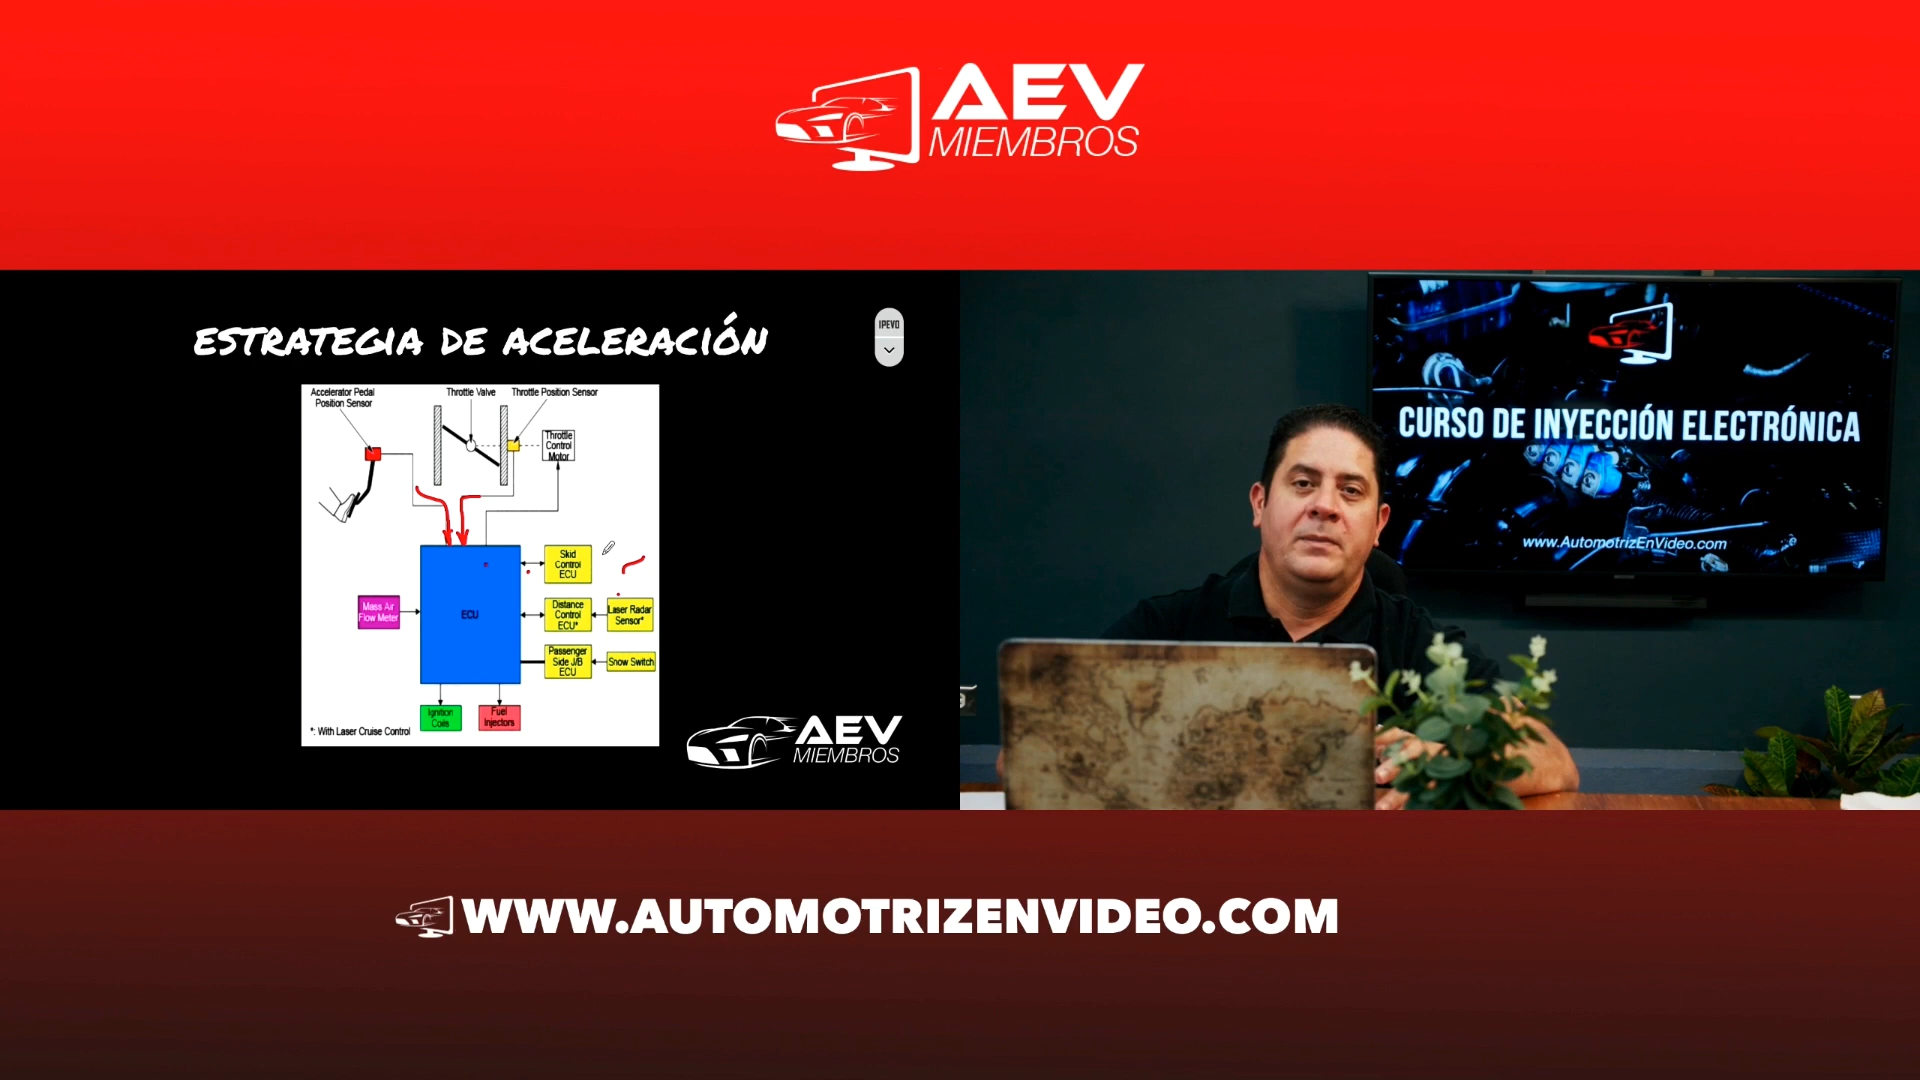 AEV
MIEMBROS
ESTRATEGIA DE ACELERACIÓN
IPEVO
Accelerator Pedal
Position Sensor
Throttle Valve
Throttle Position Sensor
Throttle
Control
Motor
Skid
Control
ECU
Mass Air
Flow Meter
ECU
Distance
Control
ECU*
Laser Radar
Sensor*
Passenger
Side J/B
ECU
Snow Switch
Ignition
Coils
Fuel
Injectors
*: With Laser Cruise Control
AEV
MIEMBROS
CURSO DE INYECCIÓN ELECTRÓNICA
www.AutomotrizEnVideo.com
WWW.AUTOMOTRIZENVIDEO.COM